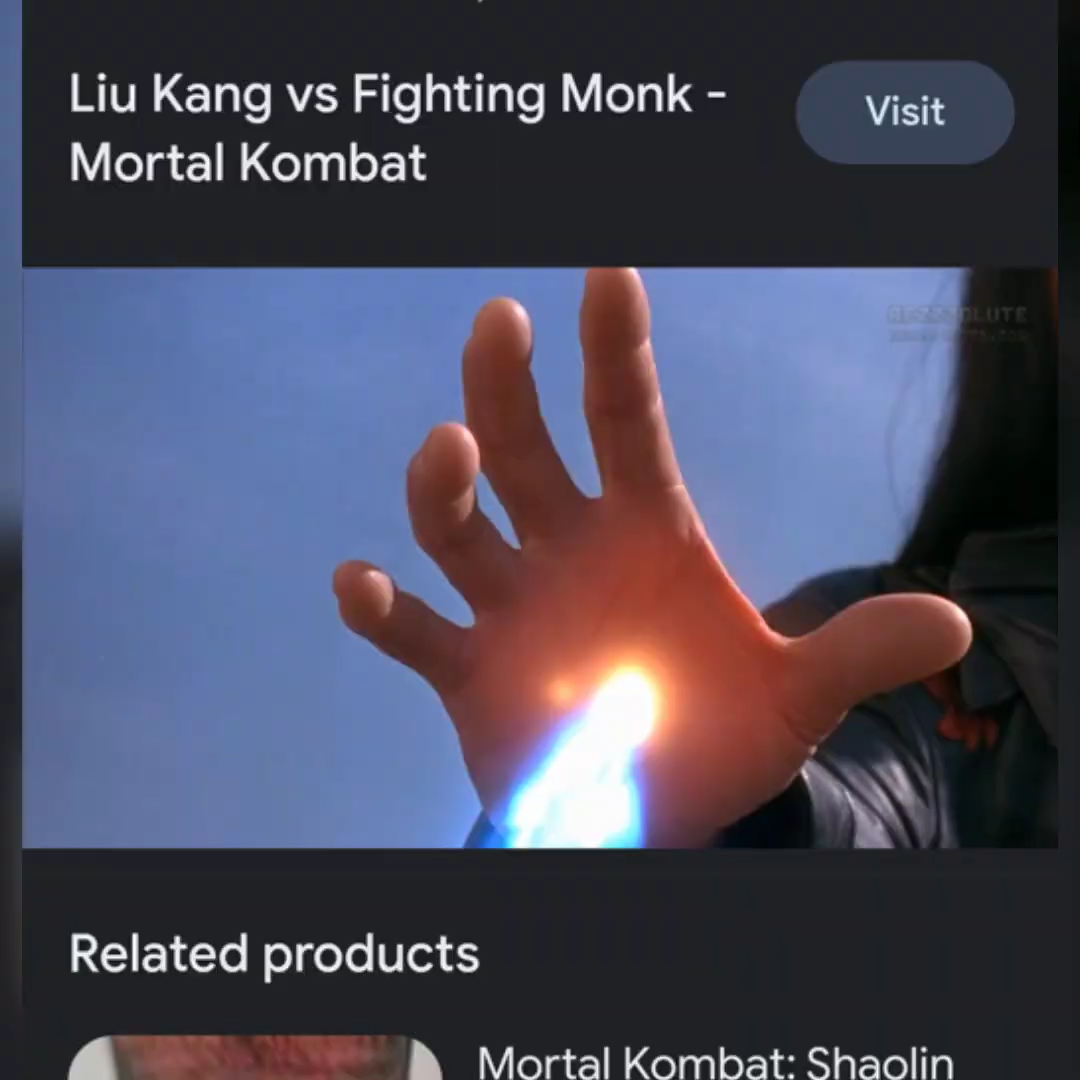 Liu Kang vs Fighting Monk -
Mortal Kombat
Visit
Related products
Mortal Kombat: Shaolin